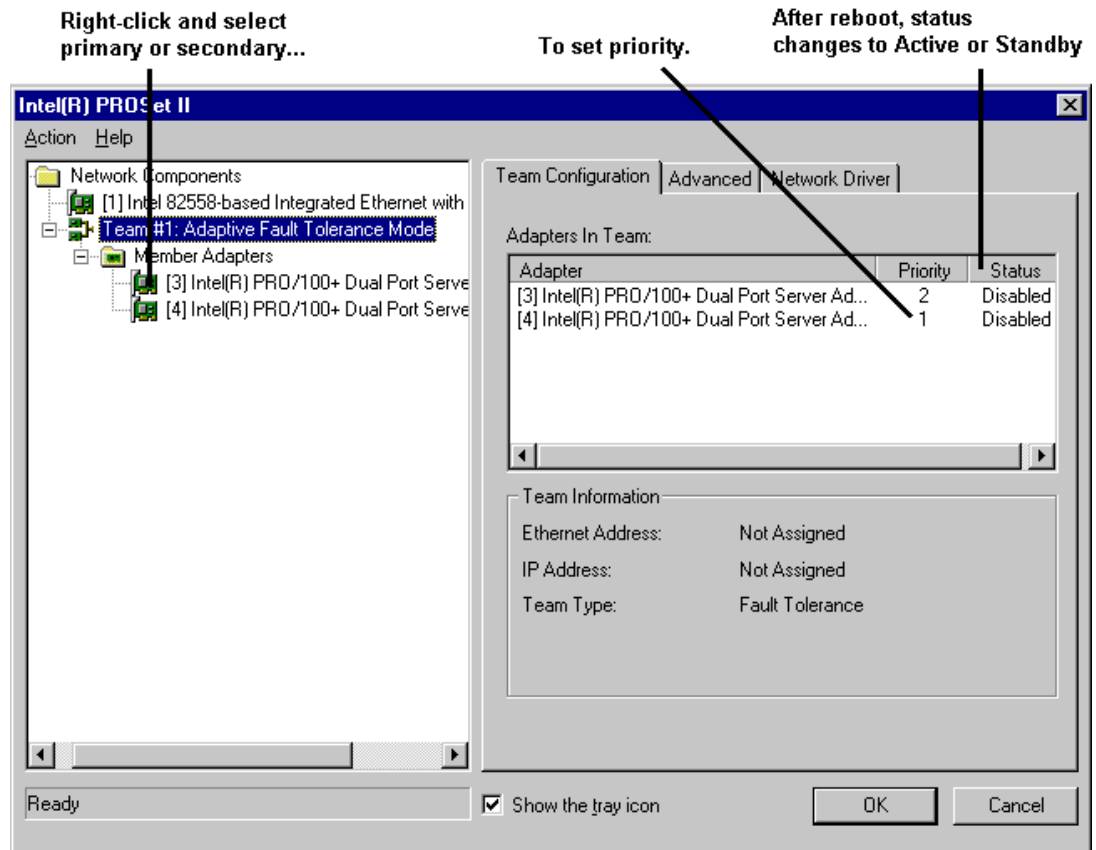 Right-click and select
primary or secondary...
To set priority.
After reboot, status
changes to Active or Standby
Intel(R) PROSet II
Action Help
Network Components
[1] Intel 82558-based Integrated Ethernet with
Team #1: Adaptive Fault Tolerance Mode
Member Adapters
[3] Intel(R) PRO/100+ Dual Port Serve
[4] Intel(R) PRO/100+ Dual Port Serve
Team Configuration Advanced Network Driver
Adapters In Team:
Adapter Priority Status
[3] Intel(R) PRO/100+ Dual Port Server Ad... 2 Disabled
[4] Intel(R) PRO/100+ Dual Port Server Ad... 1 Disabled
Team Information
Ethernet Address: Not Assigned
IP Address: Not Assigned
Team Type: Fault Tolerance
Ready
Show the tray icon
OK
Cancel